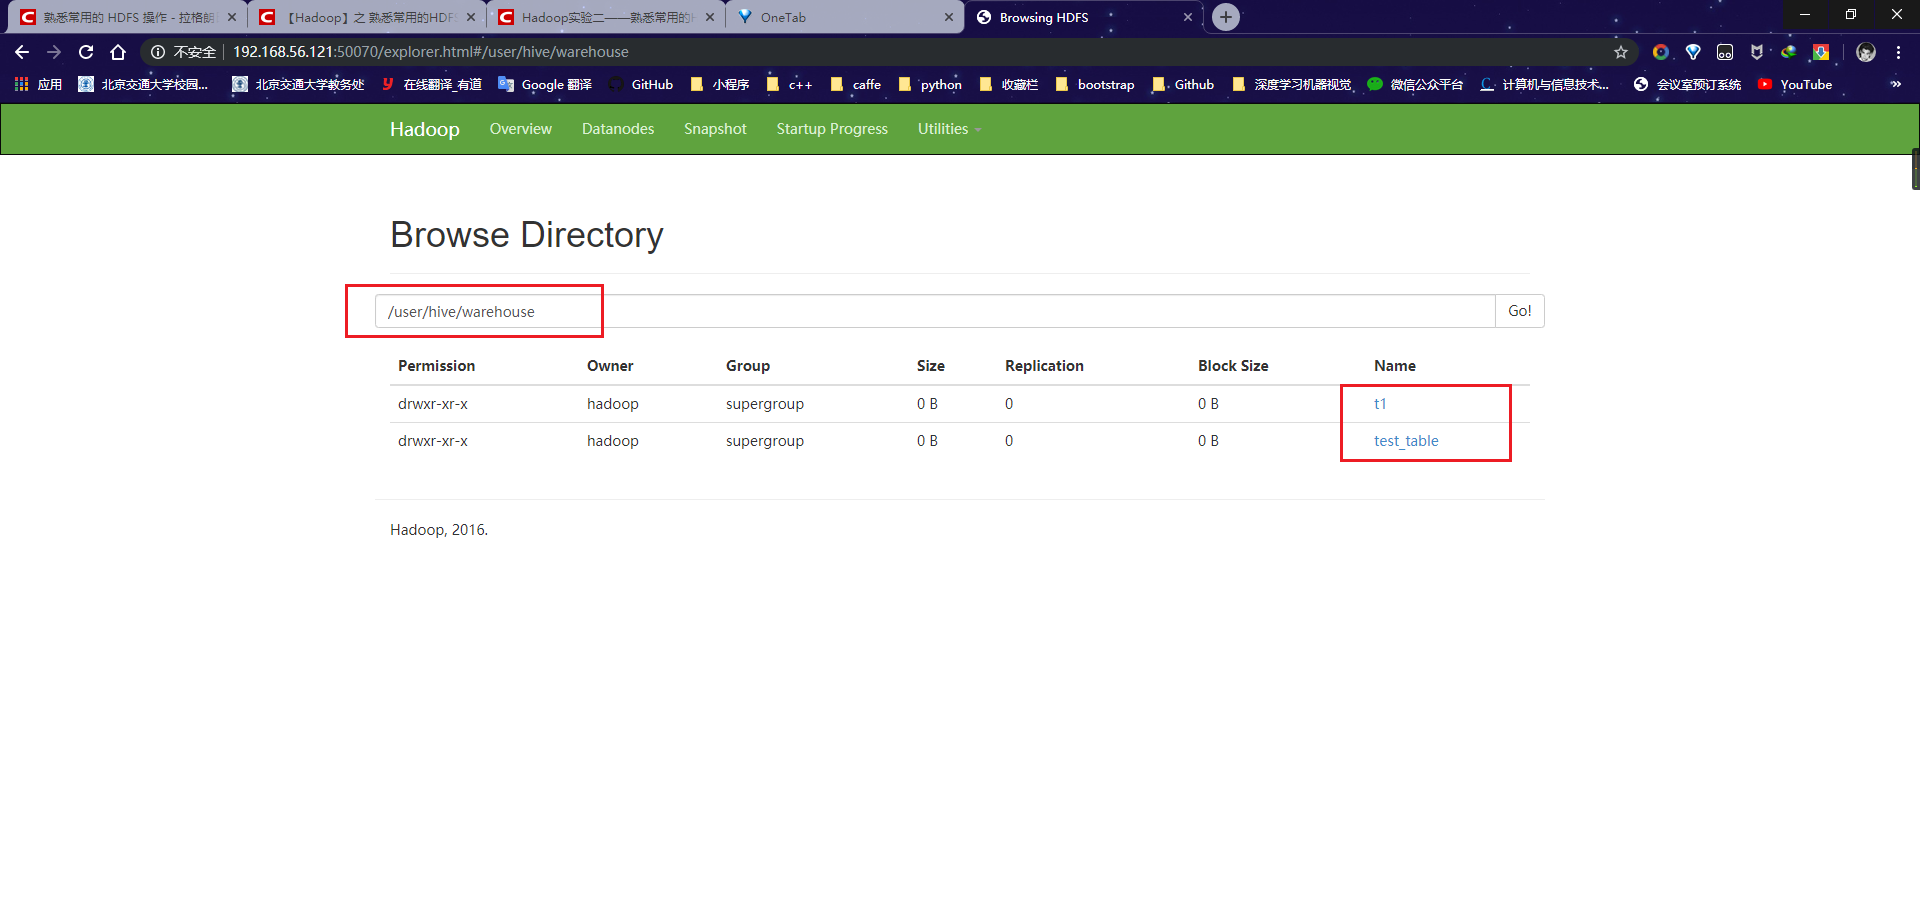 熟悉常用的 HDFS 操作 - 拉格朗
【Hadoop】之 熟悉常用的HDFS
Hadoop实验二——熟悉常用的H
OneTab
Browsing HDFS
不安全
192.168.56.121:50070/explorer.html#/user/hive/warehouse
应用
北京交通大学校园...
北京交通大学教务处
在线翻译_有道
Google 翻译
GitHub
小程序
c++
caffe
python
收藏栏
bootstrap
Github
深度学习机器视觉
微信公众平台
计算机与信息技术...
会议室预订系统
YouTube
»
Hadoop
Overview
Datanodes
Snapshot
Startup Progress
Utilities
Browse Directory
/user/hive/warehouse
Go!
Permission Owner Group Size Replication Block Size Name
drwxr-xr-x hadoop supergroup 0 B 0 0 B t1
drwxr-xr-x hadoop supergroup 0 B 0 0 B test_table
Hadoop, 2016.